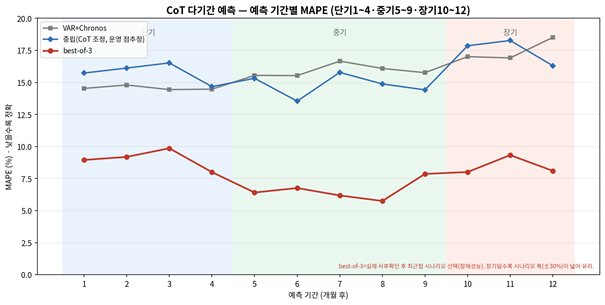 CoT 다기간 예측 — 예측 기간별 MAPE (단기1~4·중기5~9·장기10~12)
VAR+Chronos
중립(CoT 조정, 운영 점추정)
best-of-3
기
중기
장기
MAPE (%) · 낮을수록 정확
20.0
17.5
15.0
12.5
10.0
7.5
5.0
2.5
0.0
best-of-3=실제 사후확인 후 최근접 시나리오 선택(잠재성능). 장기일수록 시나리오 폭(±30%)이 넓어 유리.
1 2 3 4 5 6 7 8 9 10 11 12
예측 기간 (개월 후)